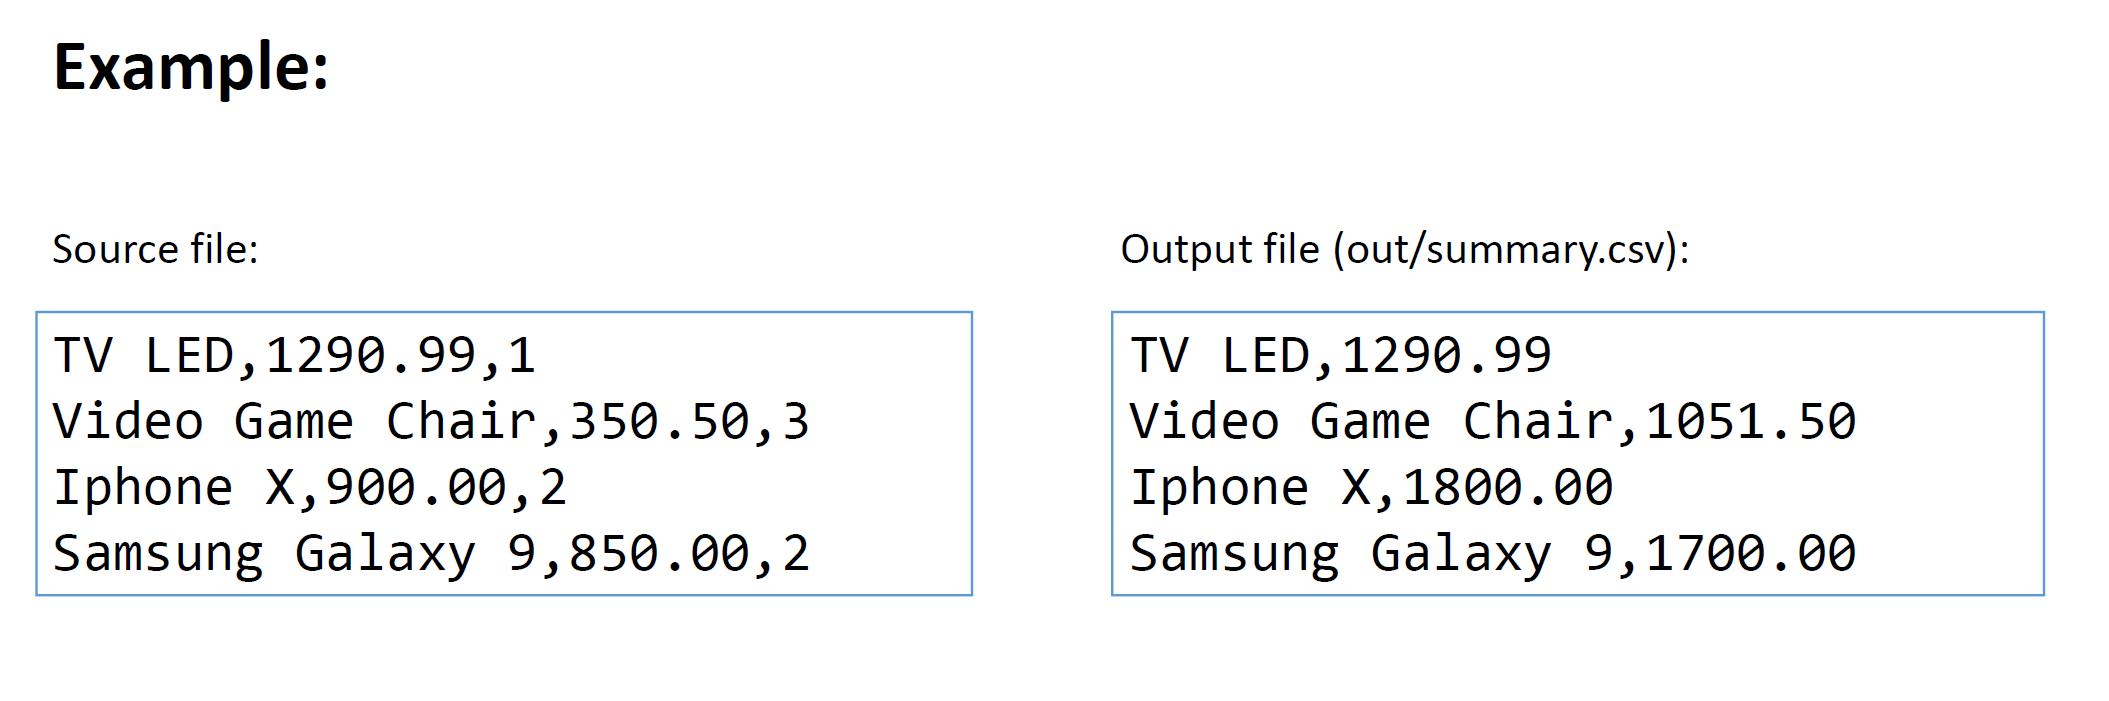 Example:
Source file:
TV LED,1290.99,1
Video Game Chair,350.50,3
Iphone X,900.00,2
Samsung Galaxy 9,850.00,2
Output file (out/summary.csv):
TV LED,1290.99
Video Game Chair,1051.50
Iphone X,1800.00
Samsung Galaxy 9,1700.00